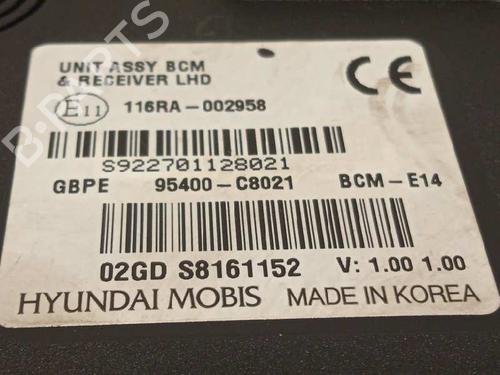 B-PARTS
UNIT ASSY BCM
& RECEIVER LHD
CE
E11 116RA-002958
S922701128021
GBPE 95400-C8021 BCM-E14
02GD S8161152 V: 1.00 1.00
HYUNDAI MOBIS MADE IN KOREA